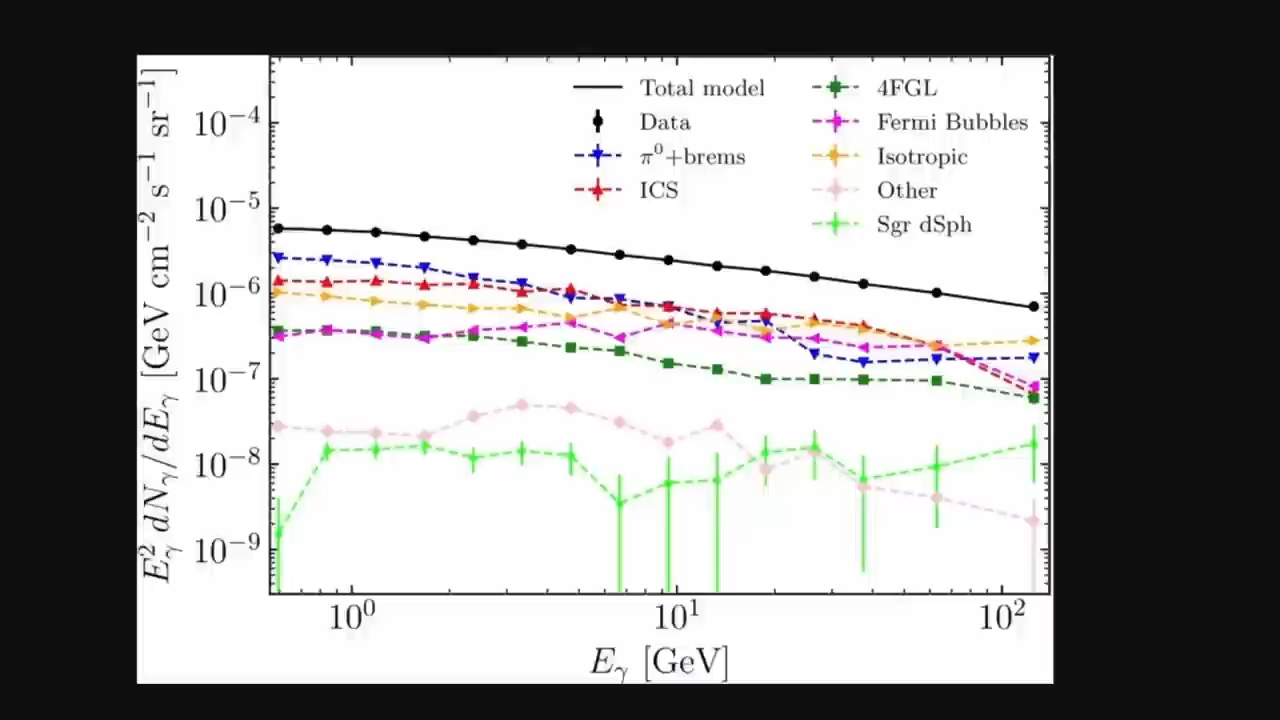 Total model
Data
π⁰+brems
ICS
4FGL
Fermi Bubbles
Isotropic
Other
Sgr dSph
E²ᵧ dNᵧ/dEᵧ [GeV cm⁻² s⁻¹ sr⁻¹]
10⁻⁴
10⁻⁵
10⁻⁶
10⁻⁷
10⁻⁸
10⁻⁹
10⁰ 10¹ 10²
Eᵧ [GeV]